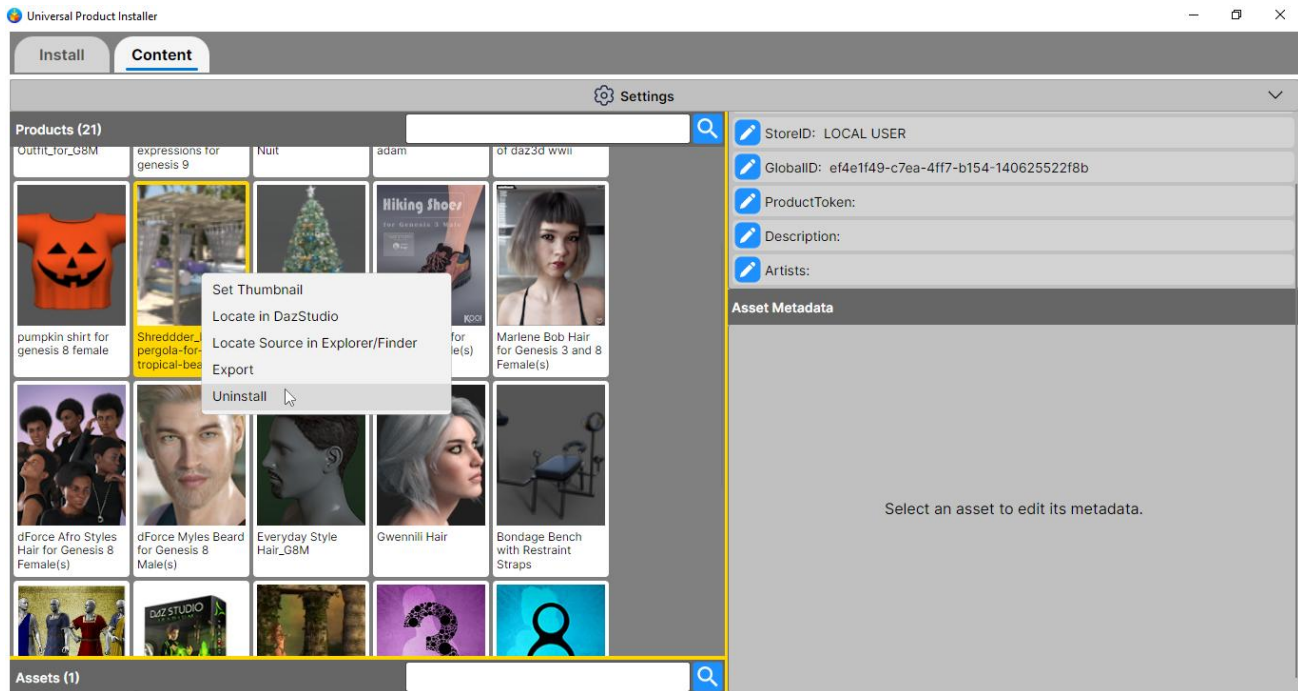 Universal Product Installer
Install
Content
Settings
Products (21)
Outfit_for_G8M
expressions for
genesis 9
Nuit
adam
of daz3d wwii
StoreID: LOCAL USER
GlobalID: ef4e1f49-c7ea-4ff7-b154-140625522f8b
ProductToken:
Description:
Artists:
Asset Metadata
Select an asset to edit its metadata.
Hiking Shoes
for Genesis 3 Male
Set Thumbnail
Locate in DazStudio
Locate Source in Explorer/Finder
Export
Uninstall
pumpkin shirt for
genesis 8 female
Shreddder_
pergola-for-
tropical-bea
for
le(s)
Marlene Bob Hair
for Genesis 3 and 8
Female(s)
dForce Afro Styles
Hair for Genesis 8
Female(s)
dForce Myles Beard
for Genesis 8
Male(s)
Everyday Style
Hair_G8M
Gwennili Hair
Bondage Bench
with Restraint
Straps
DAZ STUDIO
3
8
Assets (1)